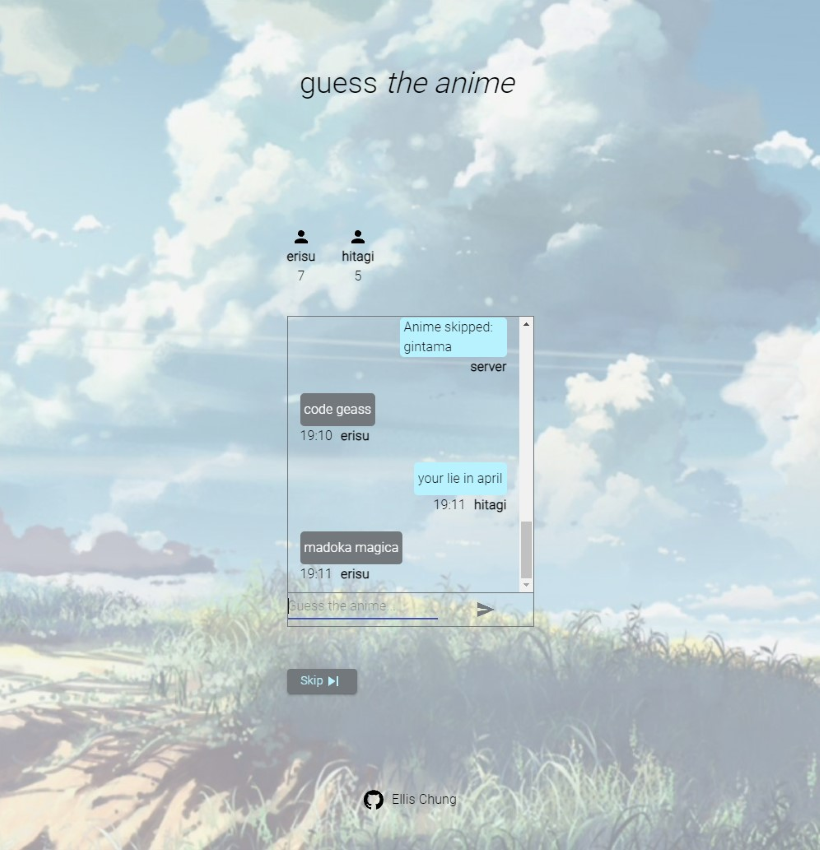 guess the anime
erisu hitagi
7 5
Anime skipped:
gintama
server
code geass
19:10 erisu
your lie in april
19:11 hitagi
madoka magica
19:11 erisu
Guess the anime...
Skip
Ellis Chung